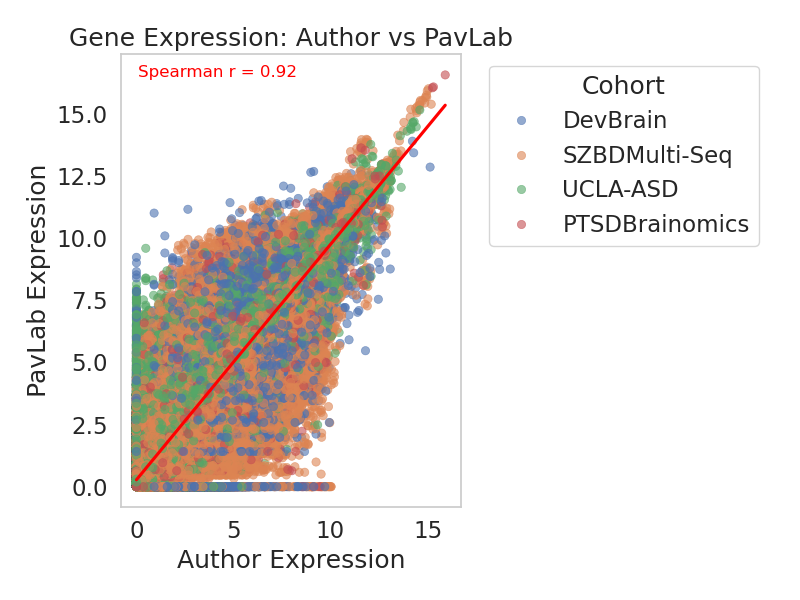 Gene Expression: Author vs PavLab
Spearman r = 0.92
PavLab Expression
15.0
12.5
10.0
7.5
5.0
2.5
0.0
0
5
10
15
Author Expression
Cohort
DevBrain
SZBDMulti-Seq
UCLA-ASD
PTSDBrainomics